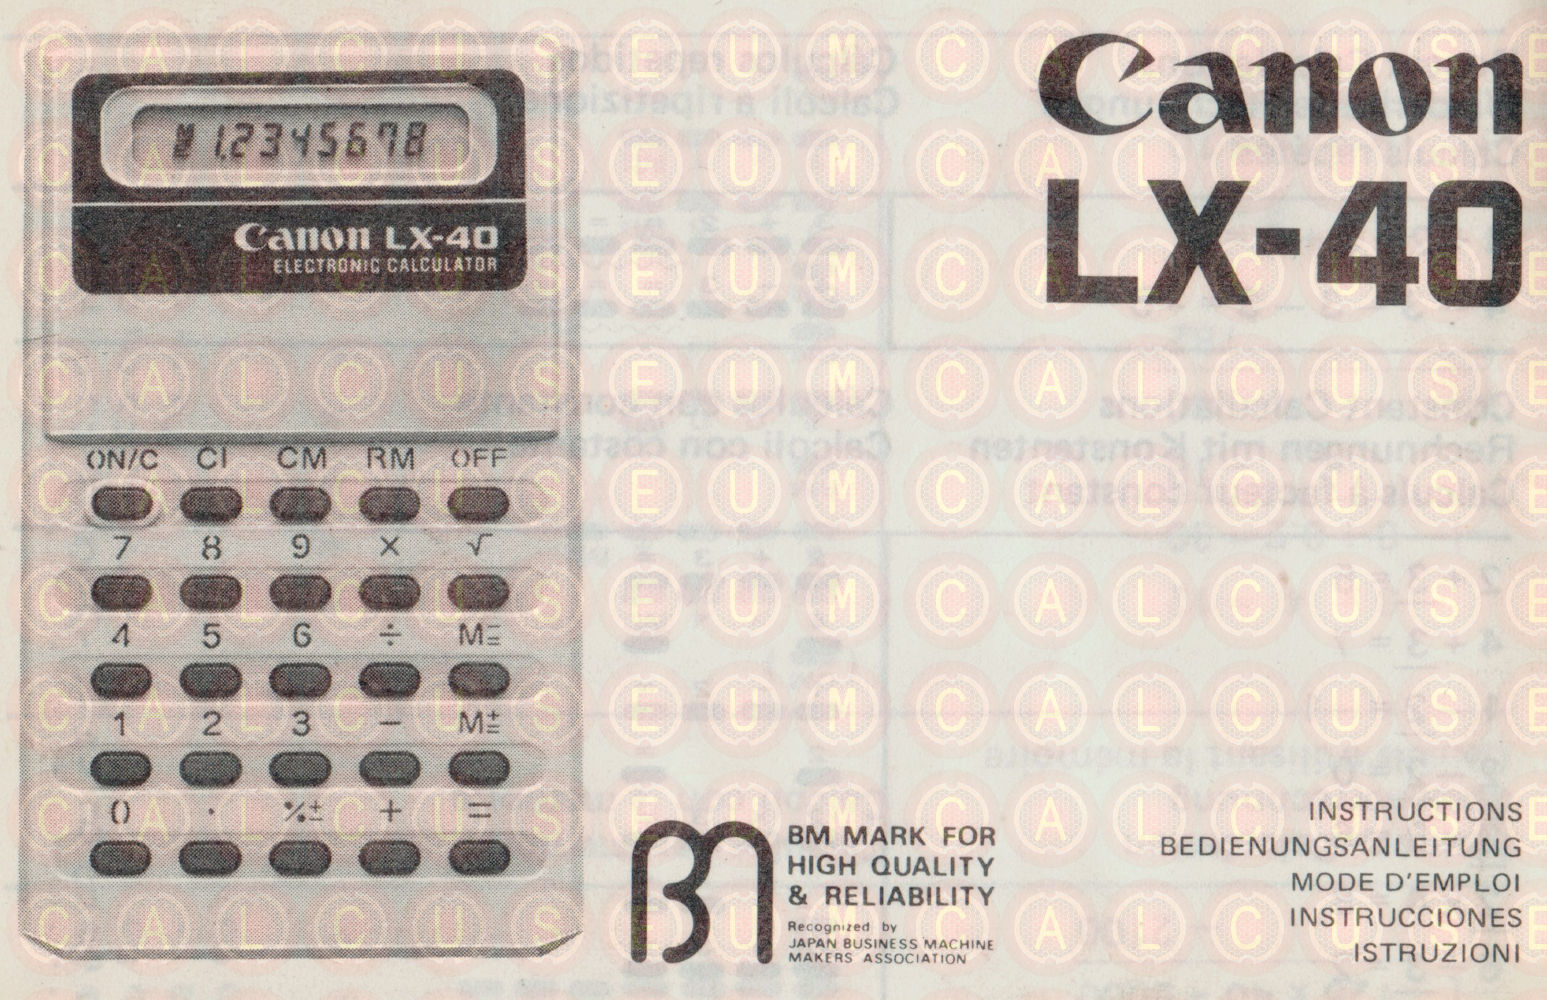 Canon
LX-40
1.2345678
Canon LX-40
ELECTRONIC CALCULATOR
ON/C CI CM RM OFF
7 8 9 × √
4 5 6 ÷ M=
1 2 3 − M±
0 · %± + =
BM MARK FOR
HIGH QUALITY
& RELIABILITY
Recognized by
JAPAN BUSINESS MACHINE
MAKERS ASSOCIATION
INSTRUCTIONS
BEDIENUNGSANLEITUNG
MODE D'EMPLOI
INSTRUCCIONES
ISTRUZIONI
CALCUSEUM CALCUSE